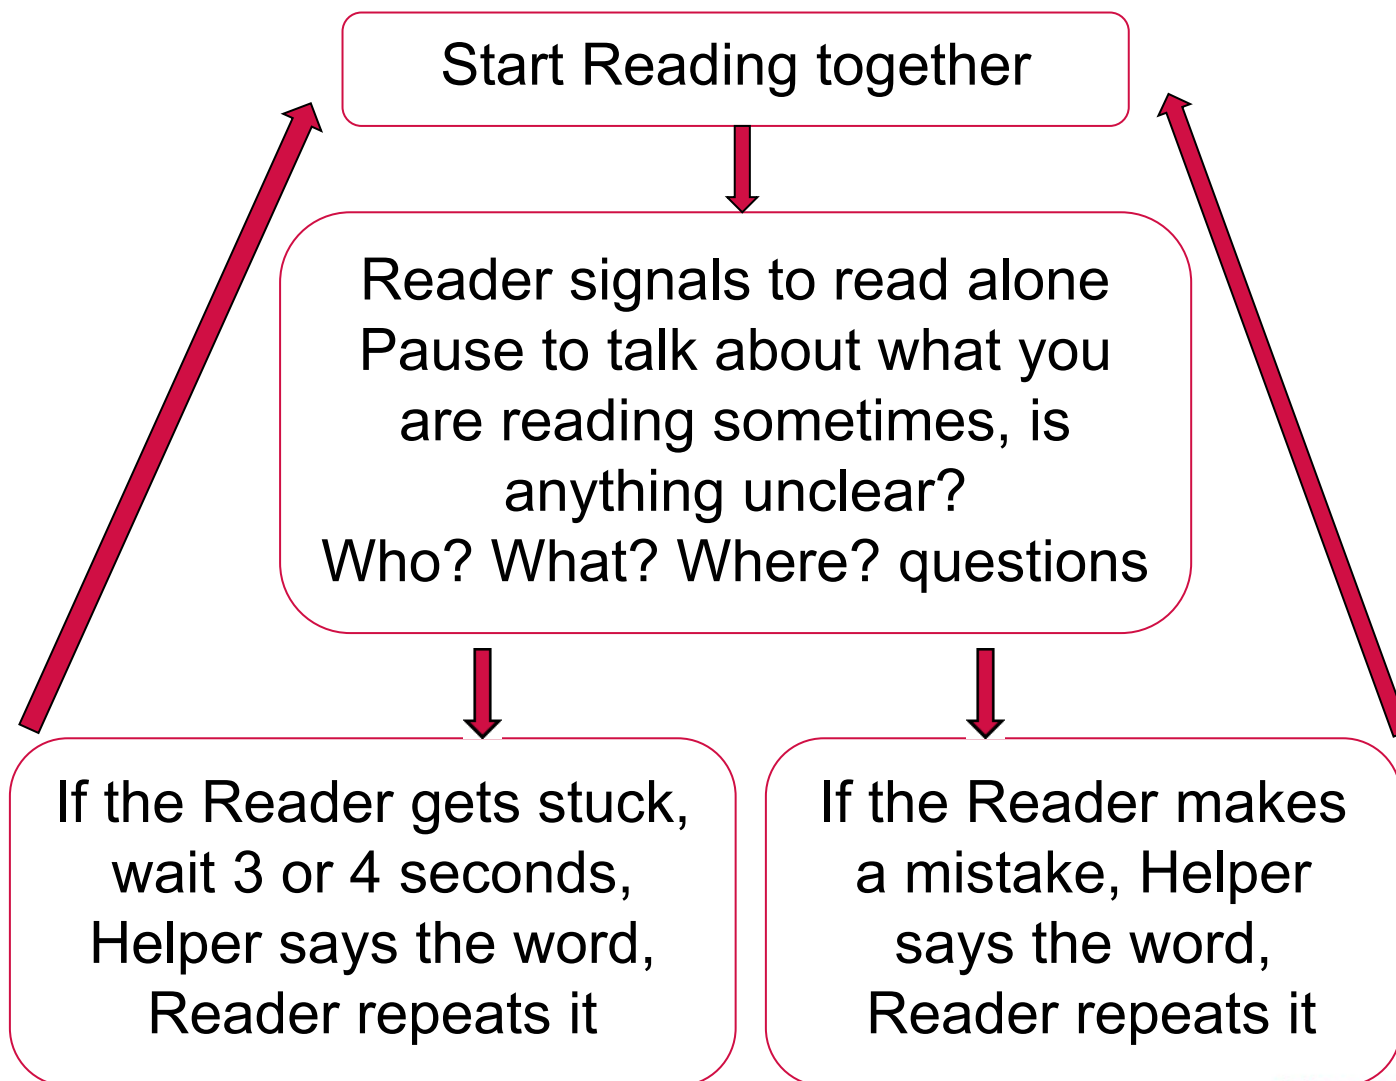 Start Reading together
Reader signals to read alone
Pause to talk about what you
are reading sometimes, is
anything unclear?
Who? What? Where? questions
If the Reader gets stuck,
wait 3 or 4 seconds,
Helper says the word,
Reader repeats it
If the Reader makes
a mistake, Helper
says the word,
Reader repeats it